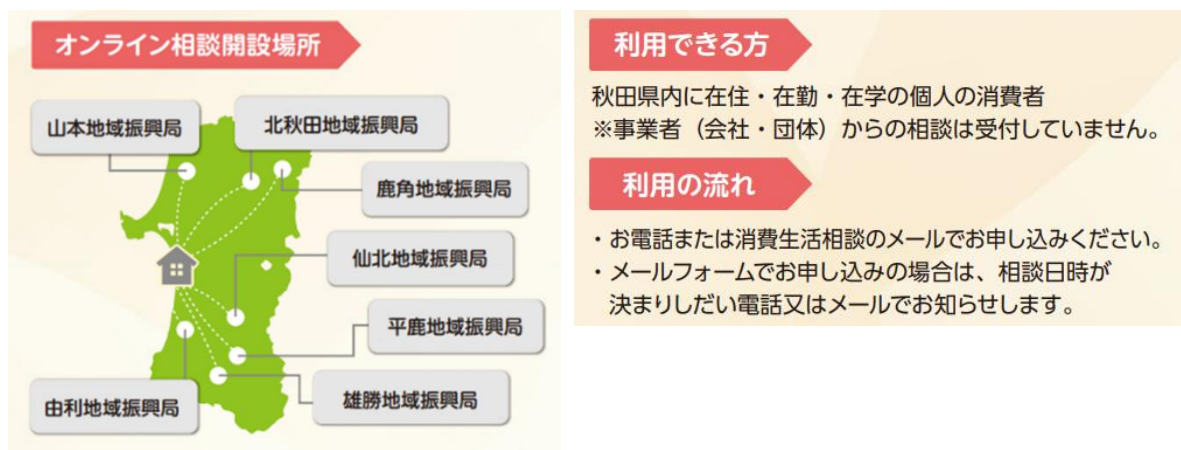 オンライン相談開設場所
山本地域振興局
北秋田地域振興局
鹿角地域振興局
仙北地域振興局
平鹿地域振興局
雄勝地域振興局
由利地域振興局
利用できる方
秋田県内に在住・在勤・在学の個人の消費者
※事業者（会社・団体）からの相談は受付していません。
利用の流れ
・お電話または消費生活相談のメールでお申し込みください。
・メールフォームでお申し込みの場合は、相談日時が
決まりしだい電話又はメールでお知らせします。